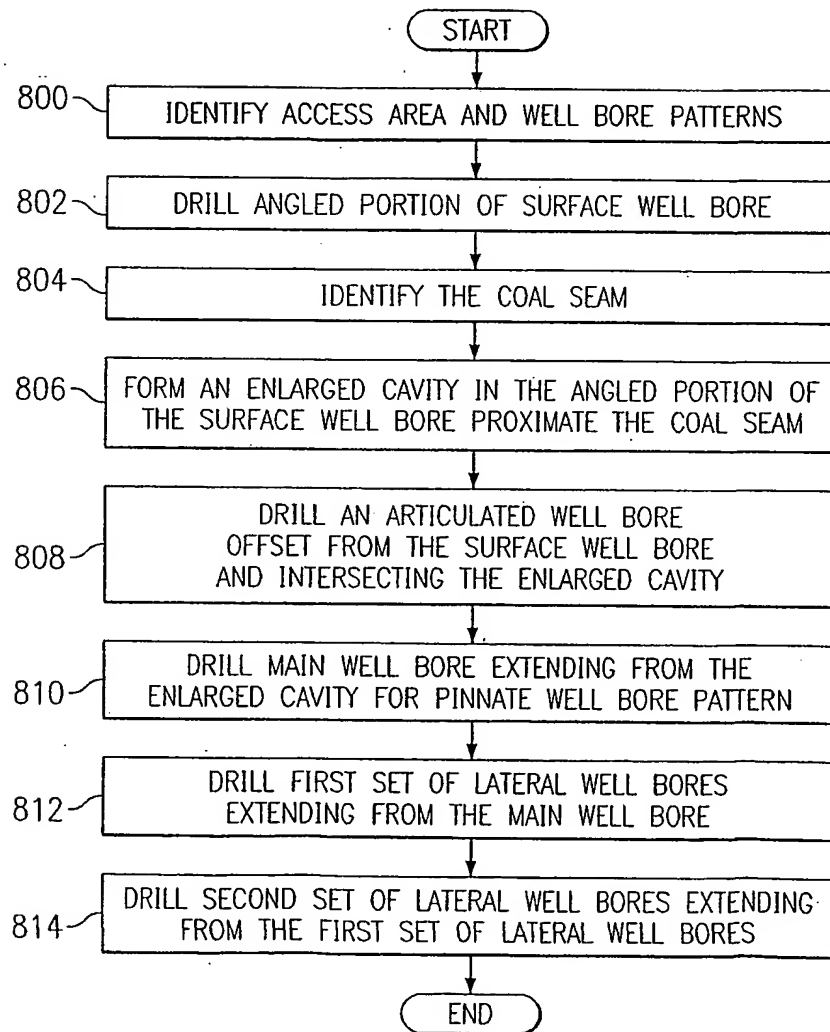 START
800
IDENTIFY ACCESS AREA AND WELL BORE PATTERNS
802
DRILL ANGLED PORTION OF SURFACE WELL BORE
804
IDENTIFY THE COAL SEAM
806
FORM AN ENLARGED CAVITY IN THE ANGLED PORTION OF
THE SURFACE WELL BORE PROXIMATE THE COAL SEAM
808
DRILL AN ARTICULATED WELL BORE
OFFSET FROM THE SURFACE WELL BORE
AND INTERSECTING THE ENLARGED CAVITY
810
DRILL MAIN WELL BORE EXTENDING FROM THE
ENLARGED CAVITY FOR PINNATE WELL BORE PATTERN
812
DRILL FIRST SET OF LATERAL WELL BORES
EXTENDING FROM THE MAIN WELL BORE
814
DRILL SECOND SET OF LATERAL WELL BORES EXTENDING
FROM THE FIRST SET OF LATERAL WELL BORES
END